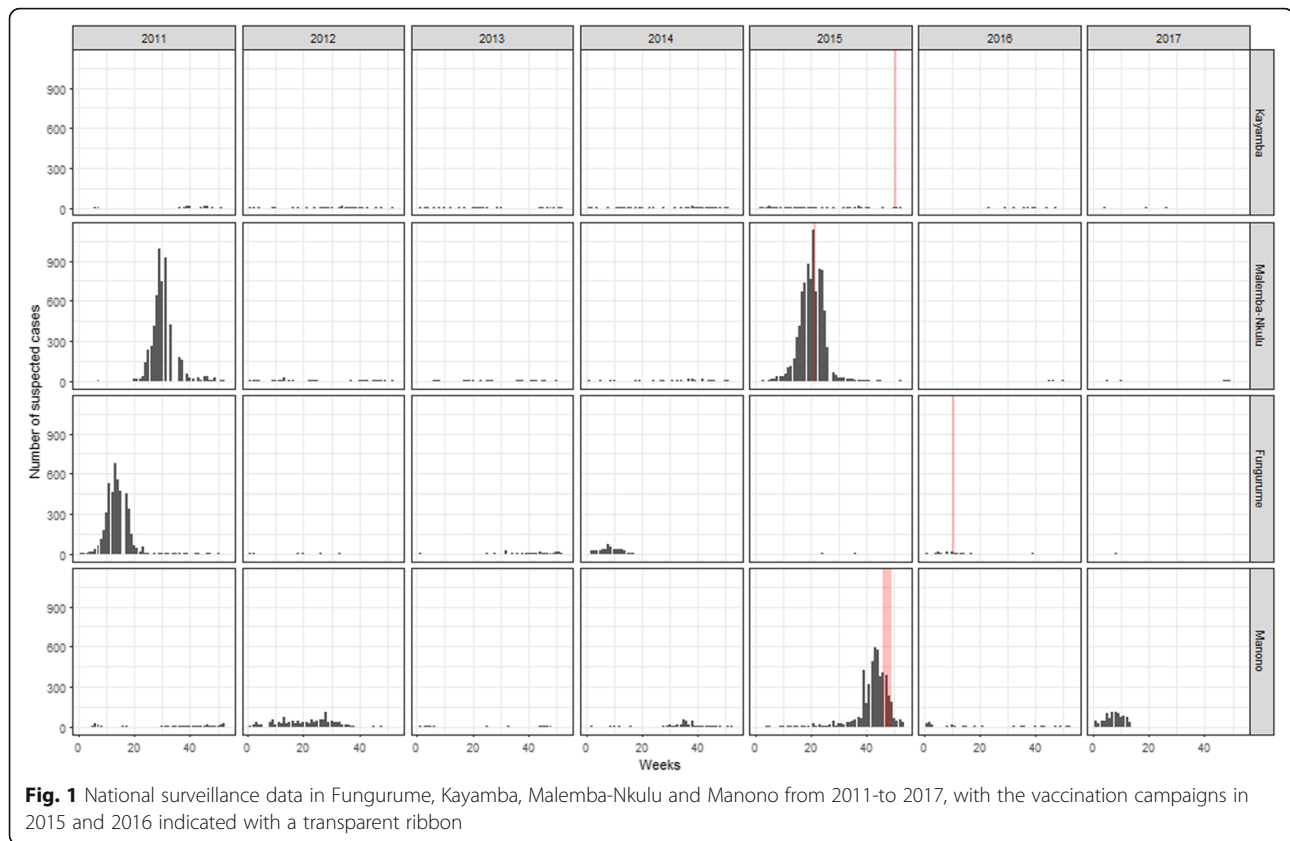 2011 2012 2013 2014 2015 2016 2017
900
600
300
0
Kayamba
900
600
300
0
Malemba-Nkulu
900
600
300
0
Fungurume
900
600
300
0
Manono
Number of suspected cases
0 20 40 0 20 40 0 20 40 0 20 40 0 20 40 0 20 40 0 20 40
Weeks
Fig. 1 National surveillance data in Fungurume, Kayamba, Malemba-Nkulu and Manono from 2011-to 2017, with the vaccination campaigns in
2015 and 2016 indicated with a transparent ribbon